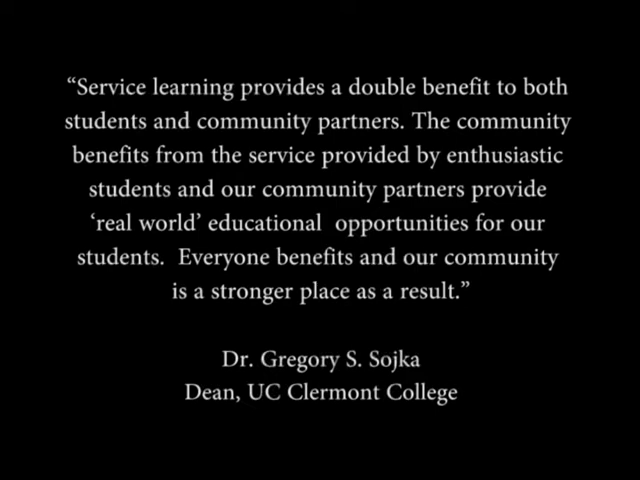 “Service learning provides a double benefit to both
students and community partners. The community
benefits from the service provided by enthusiastic
students and our community partners provide
‘real world’ educational  opportunities for our
students.  Everyone benefits and our community
is a stronger place as a result.”
Dr. Gregory S. Sojka
Dean, UC Clermont College